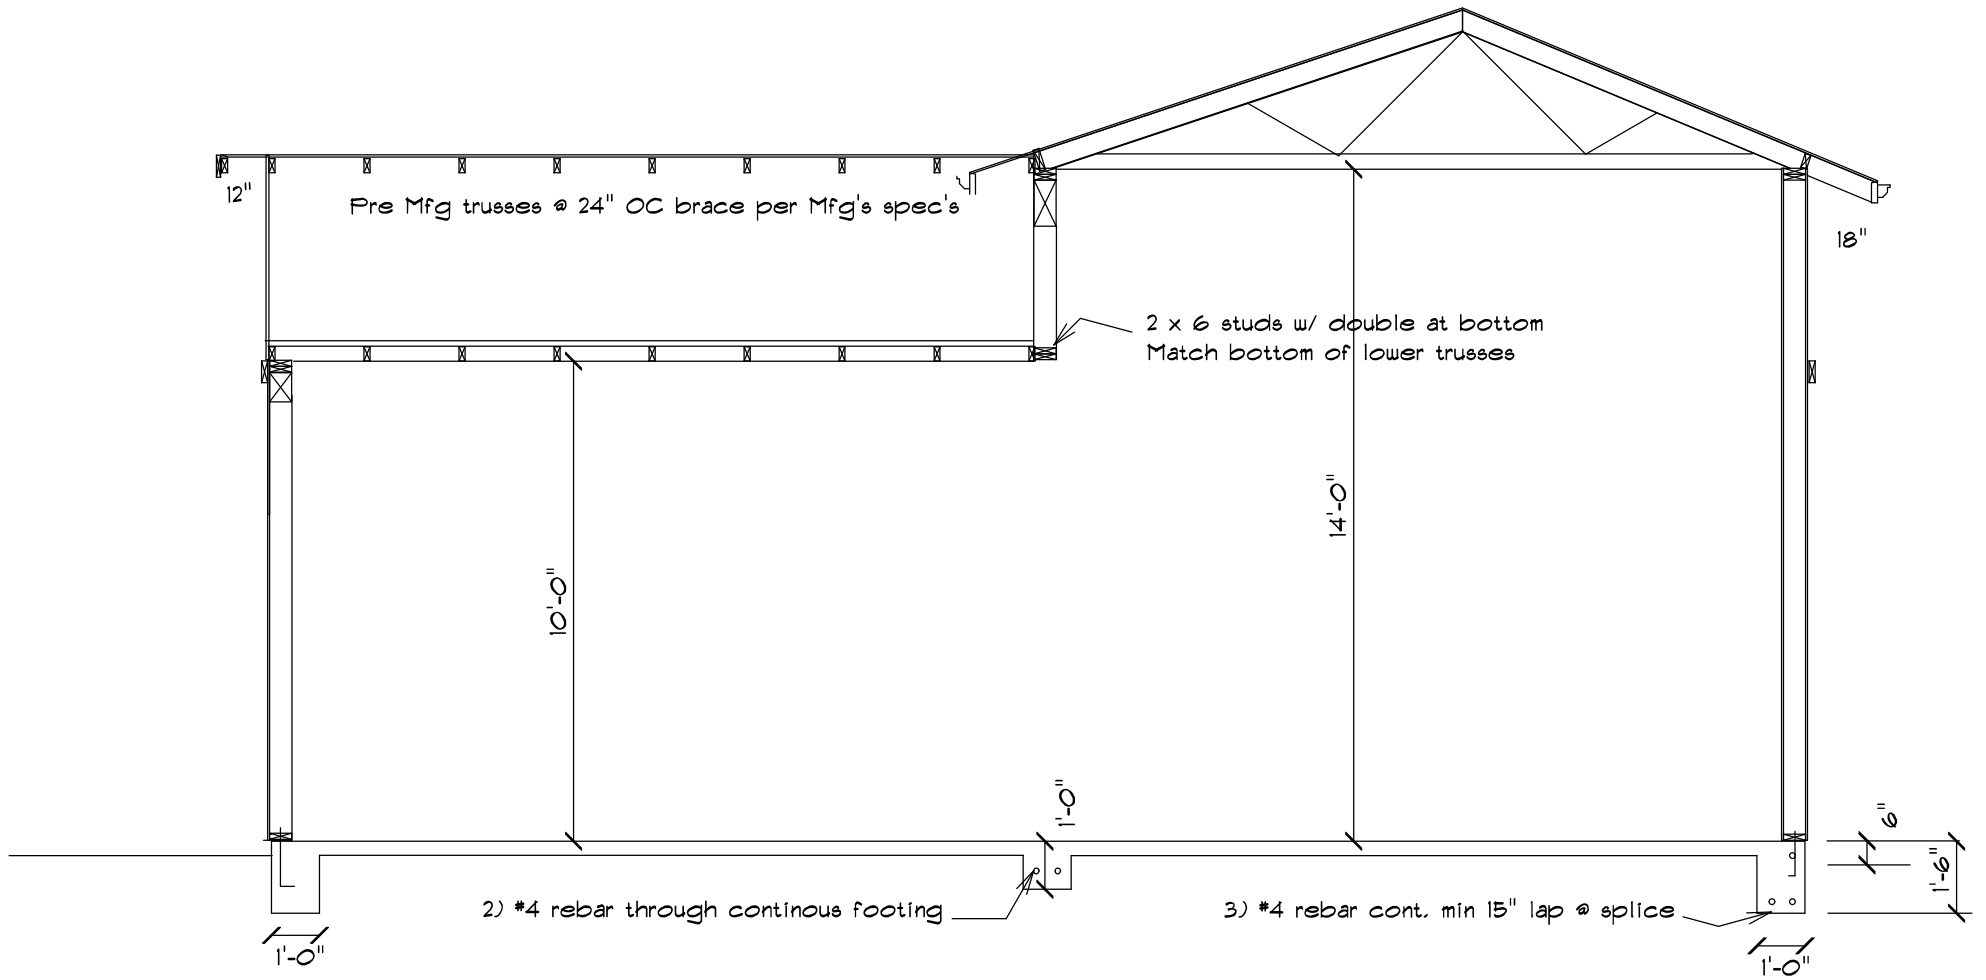 12"
Pre Mfg trusses @ 24" OC brace per Mfg's spec's
18"
2 x 6 studs w/ double at bottom
Match bottom of lower trusses
14'-0"
10'-0"
1'-0"
6"
1'-6"
2) #4 rebar through continous footing
3) #4 rebar cont. min 15" lap @ splice
1'-0"
1'-0"